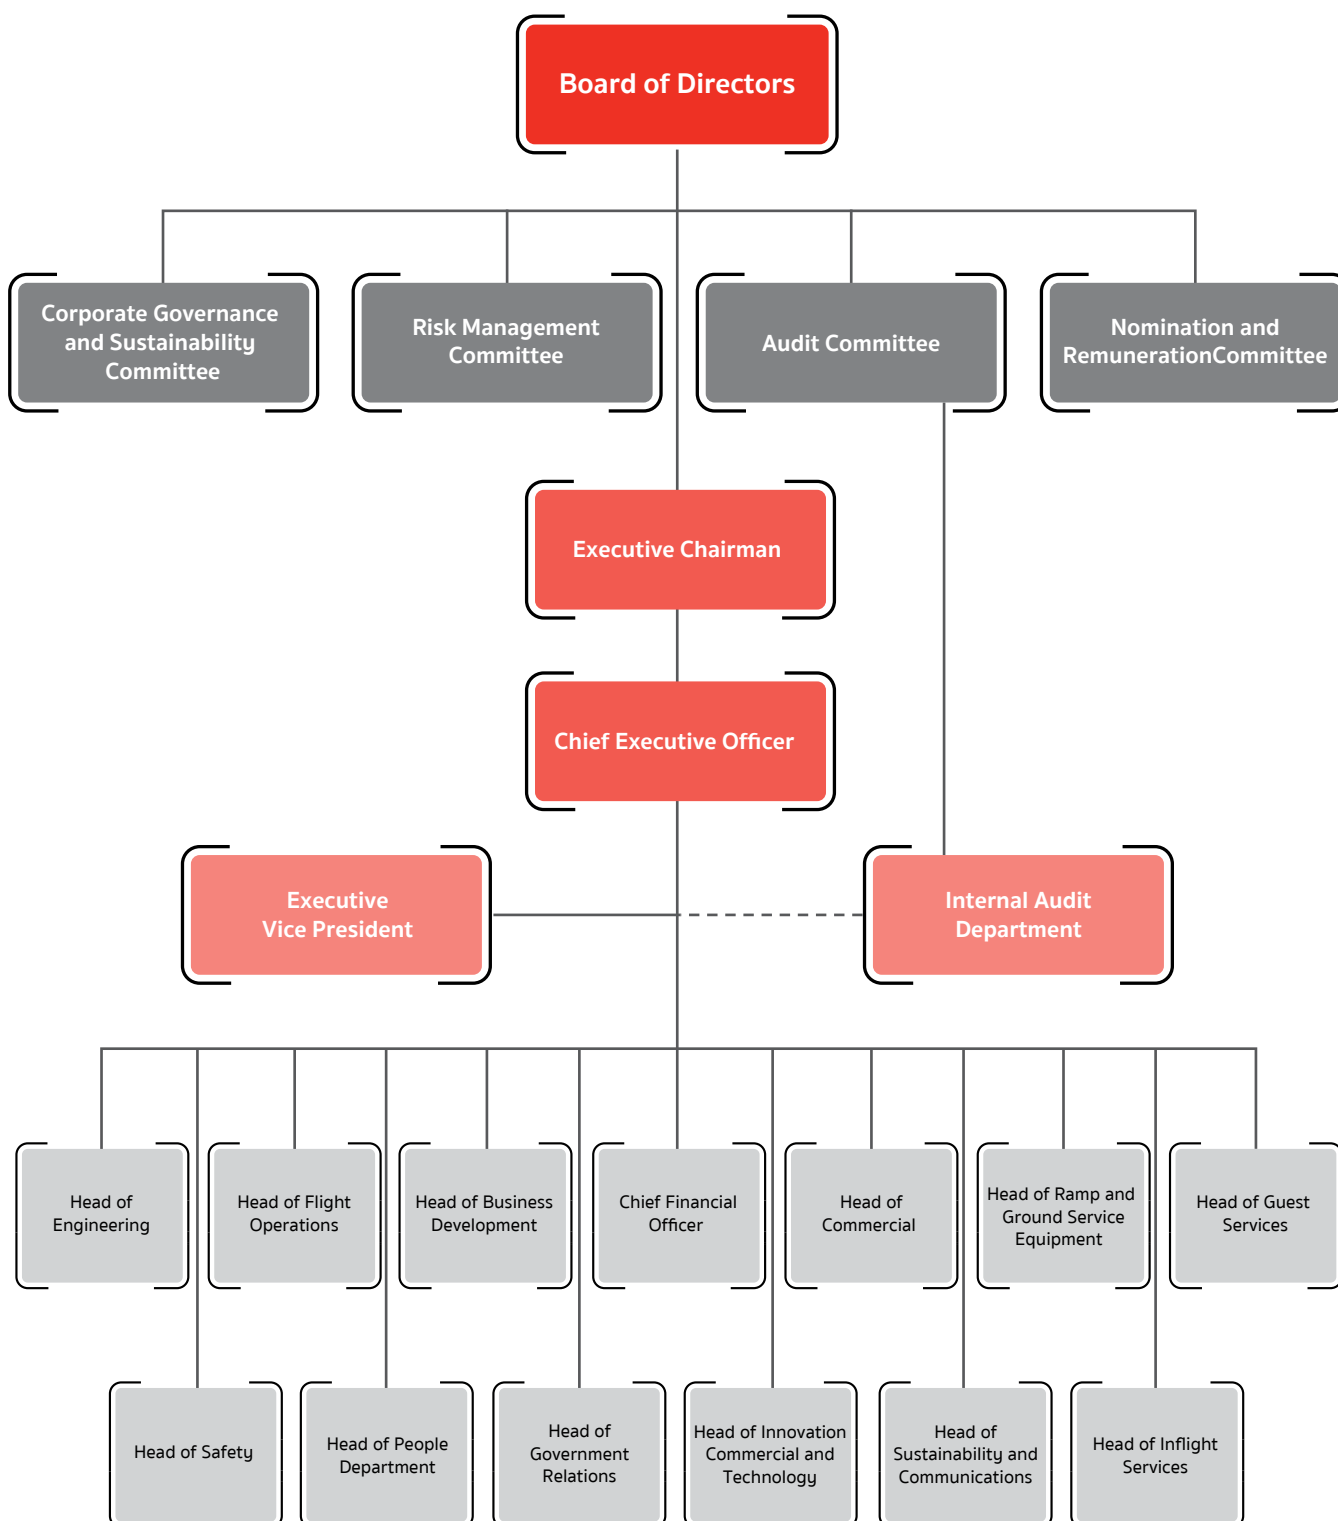 Board of Directors
Corporate Governance
and Sustainability
Committee
Risk Management
Committee
Audit Committee
Nomination and
RemunerationCommittee
Executive Chairman
Chief Executive Officer
Executive
Vice President
Internal Audit
Department
Head of
Engineering
Head of Flight
Operations
Head of Business
Development
Chief Financial
Officer
Head of
Commercial
Head of Ramp and
Ground Service
Equipment
Head of Guest
Services
Head of Safety
Head of People
Department
Head of
Government
Relations
Head of Innovation
Commercial and
Technology
Head of
Sustainability and
Communications
Head of Inflight
Services